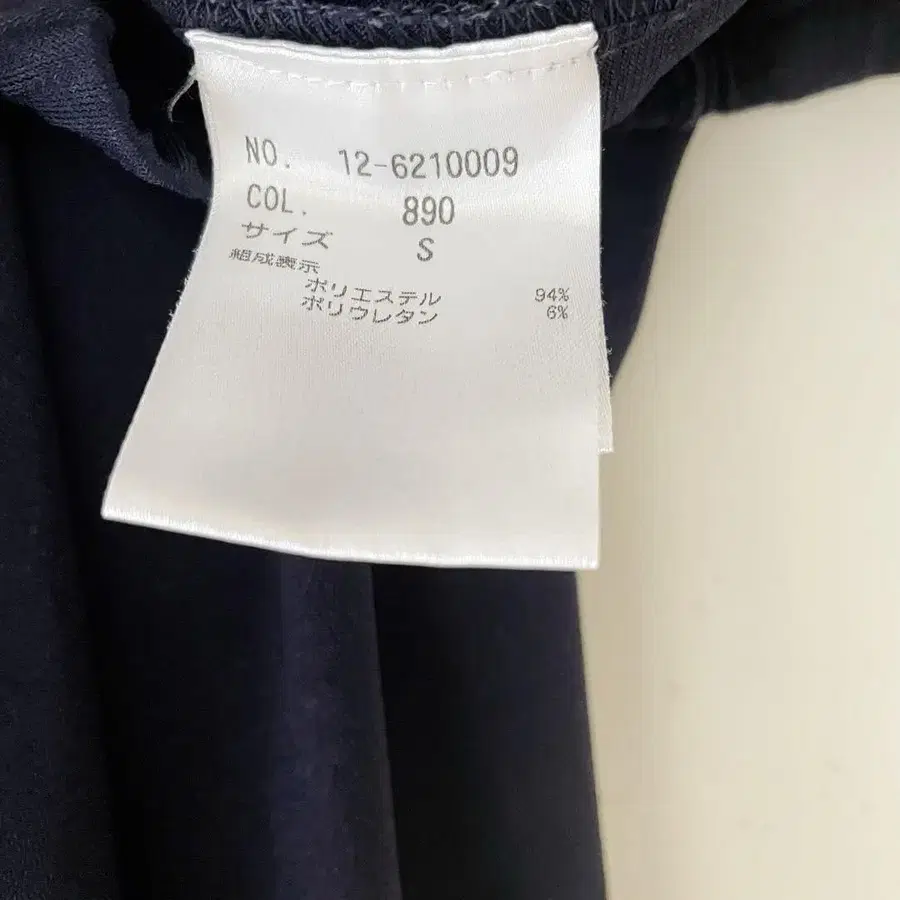 NO. 12-6210009
COL. 890
サイズ S
組成表示
ポリエステル 94%
ポリウレタン 6%